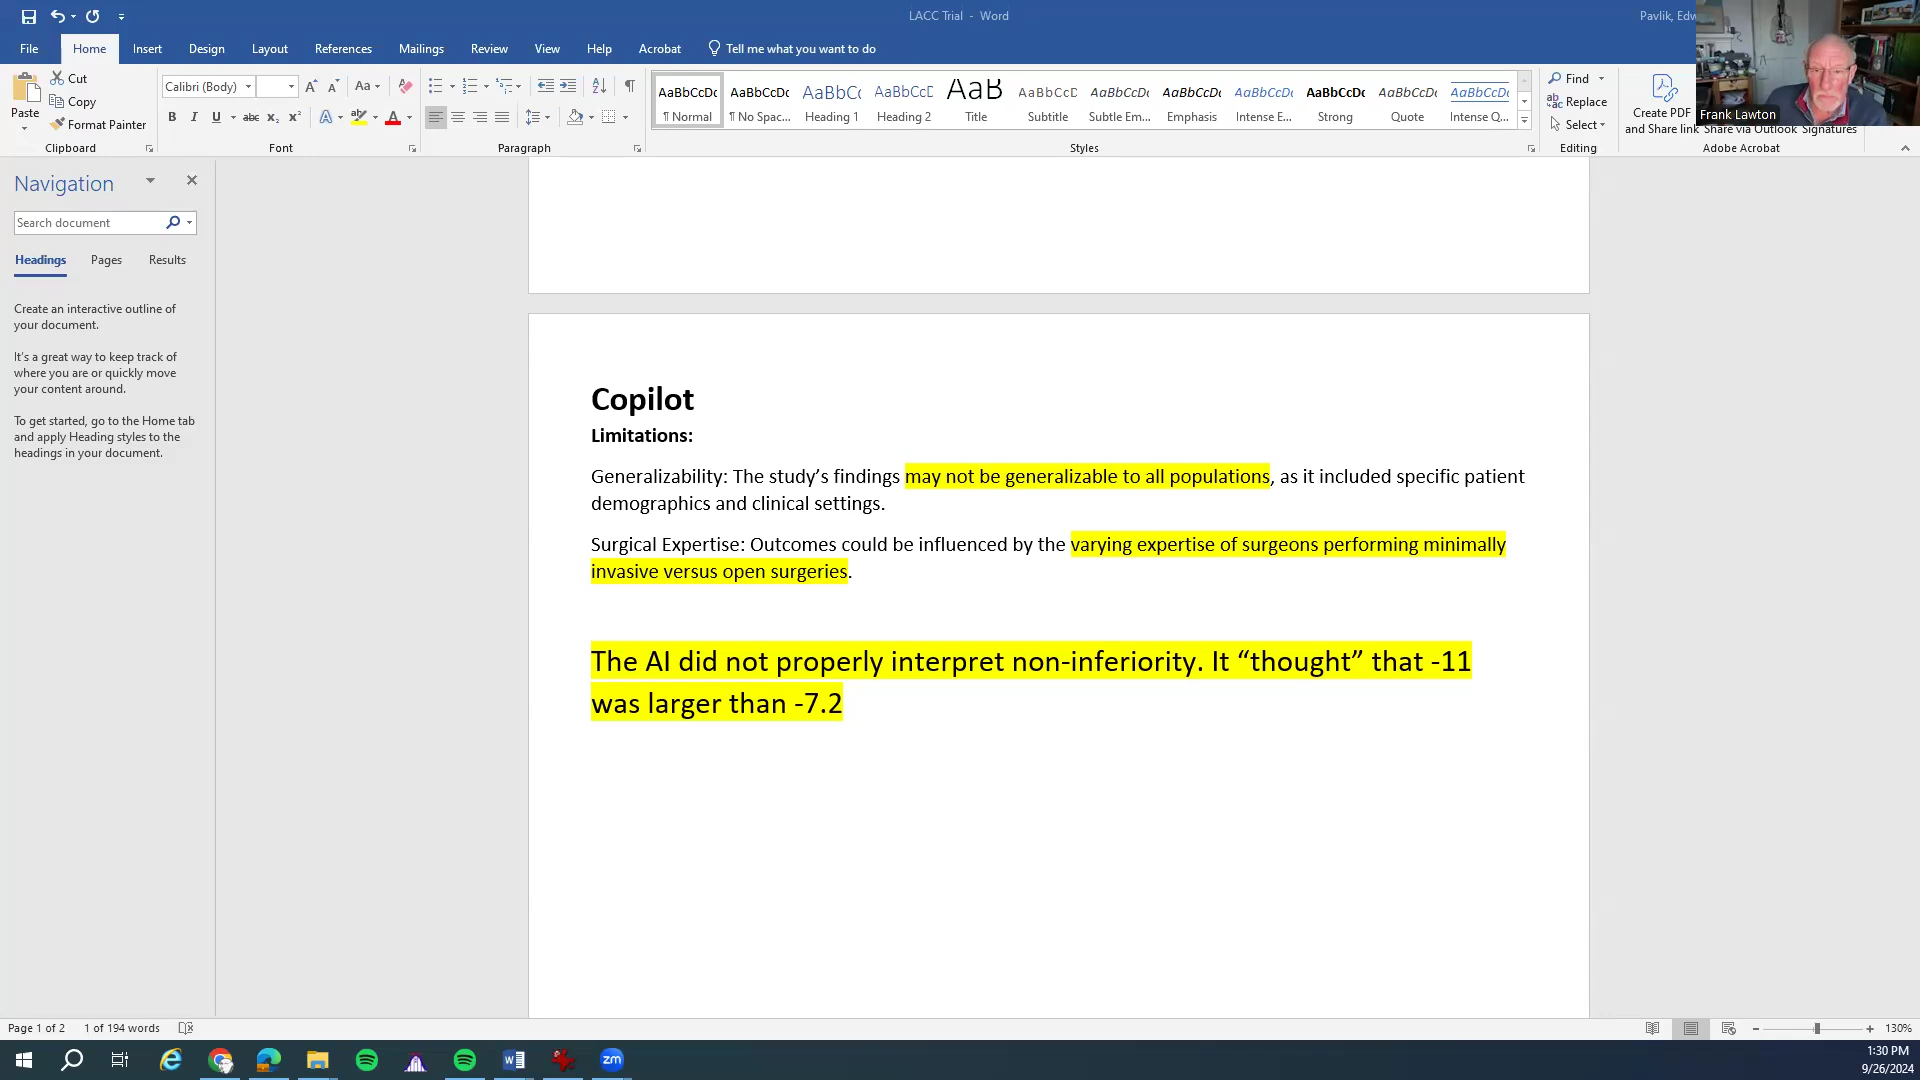 LACC Trial - Word
Pavlik, Edw
File Home Insert Design Layout References Mailings Review View Help Acrobat Tell me what you want to do
Paste
Cut
Copy
Format Painter
Clipboard
Calibri (Body)
Font
Paragraph
AaBbCcDc
¶ Normal
AaBbCcDc
¶ No Spac...
AaBbC
Heading 1
AaBbCcD
Heading 2
AaB
Title
AaBbCcD
Subtitle
AaBbCcDc
Subtle Em...
AaBbCcDc
Emphasis
AaBbCcDc
Intense E...
AaBbCcDc
Strong
AaBbCcDc
Quote
AaBbCcDc
Intense Q...
Styles
Find
Replace
Select
Editing
Create PDF
and Share link
Share via Outlook
Signatures
Adobe Acrobat
Frank Lawton
Navigation
Search document
Headings Pages Results
Create an interactive outline of
your document.
It's a great way to keep track of
where you are or quickly move
your content around.
To get started, go to the Home tab
and apply Heading styles to the
headings in your document.
Copilot
Limitations:
Generalizability: The study’s findings may not be generalizable to all populations, as it included specific patient
demographics and clinical settings.
Surgical Expertise: Outcomes could be influenced by the varying expertise of surgeons performing minimally
invasive versus open surgeries.
The AI did not properly interpret non-inferiority. It “thought” that -11
was larger than -7.2
Page 1 of 2 1 of 194 words
130%
zm
1:30 PM
9/26/2024